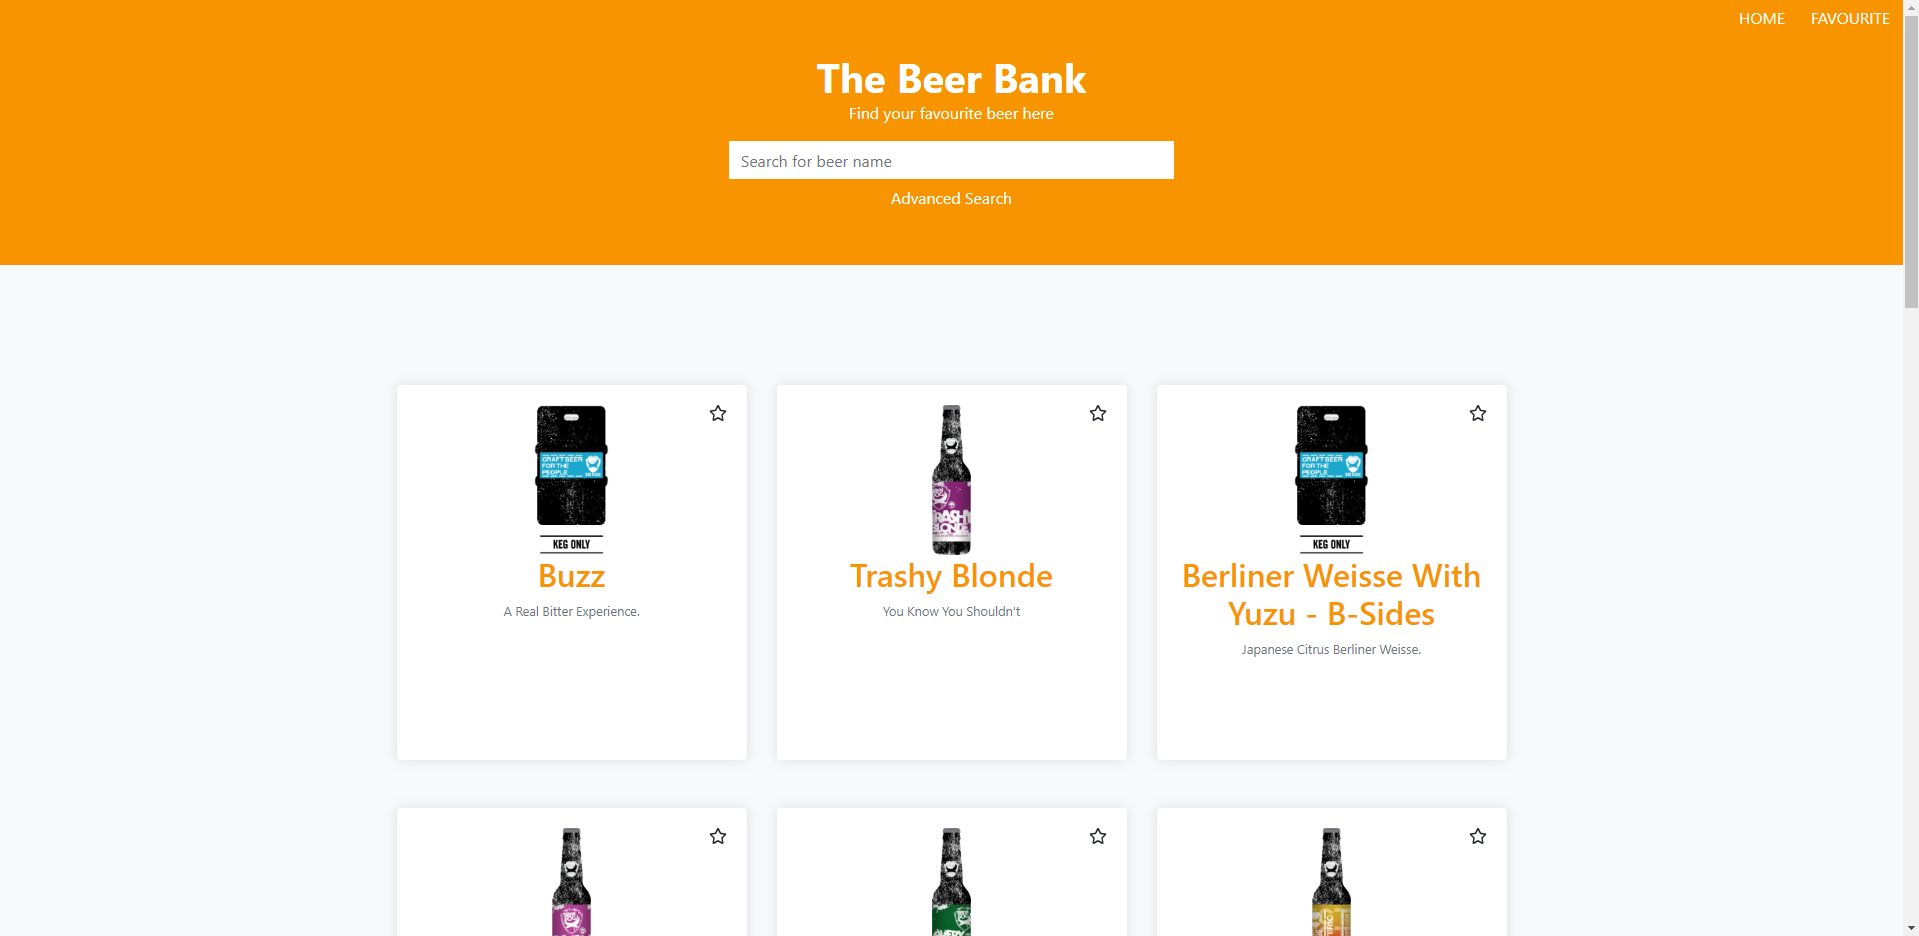 HOME FAVOURITE
The Beer Bank
Find your favourite beer here
Search for beer name
Advanced Search
CRAFT BEER
FOR THE
PEOPLE
KEG ONLY
Buzz
A Real Bitter Experience.
BLONDE
Trashy Blonde
You Know You Shouldn't
CRAFT BEER
FOR THE
PEOPLE
KEG ONLY
Berliner Weisse With
Yuzu - B-Sides
Japanese Citrus Berliner Weisse.